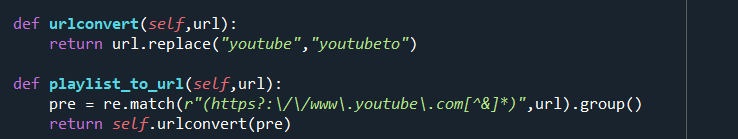 def urlconvert(self,url):
    return url.replace("youtube","youtubeto")
def playlist_to_url(self,url):
    pre = re.match(r"(https?:\/\/www\.youtube\.com[^&]*)",url).group()
    return self.urlconvert(pre)